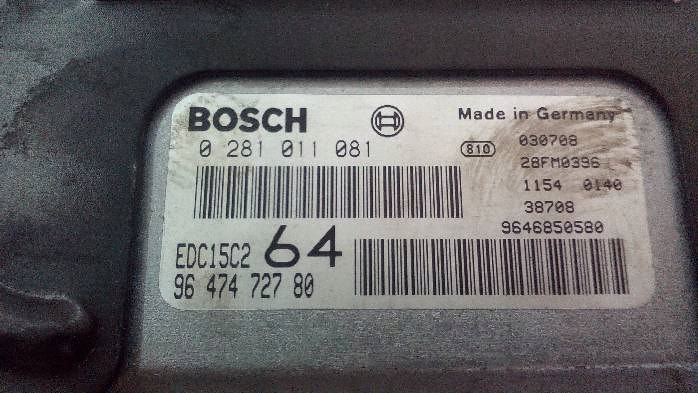 BOSCH
Made in Germany
0 281 011 081
810
030708
28FM0396
1154 0140
38708
9646850580
EDC15C2 64
96 474 727 80